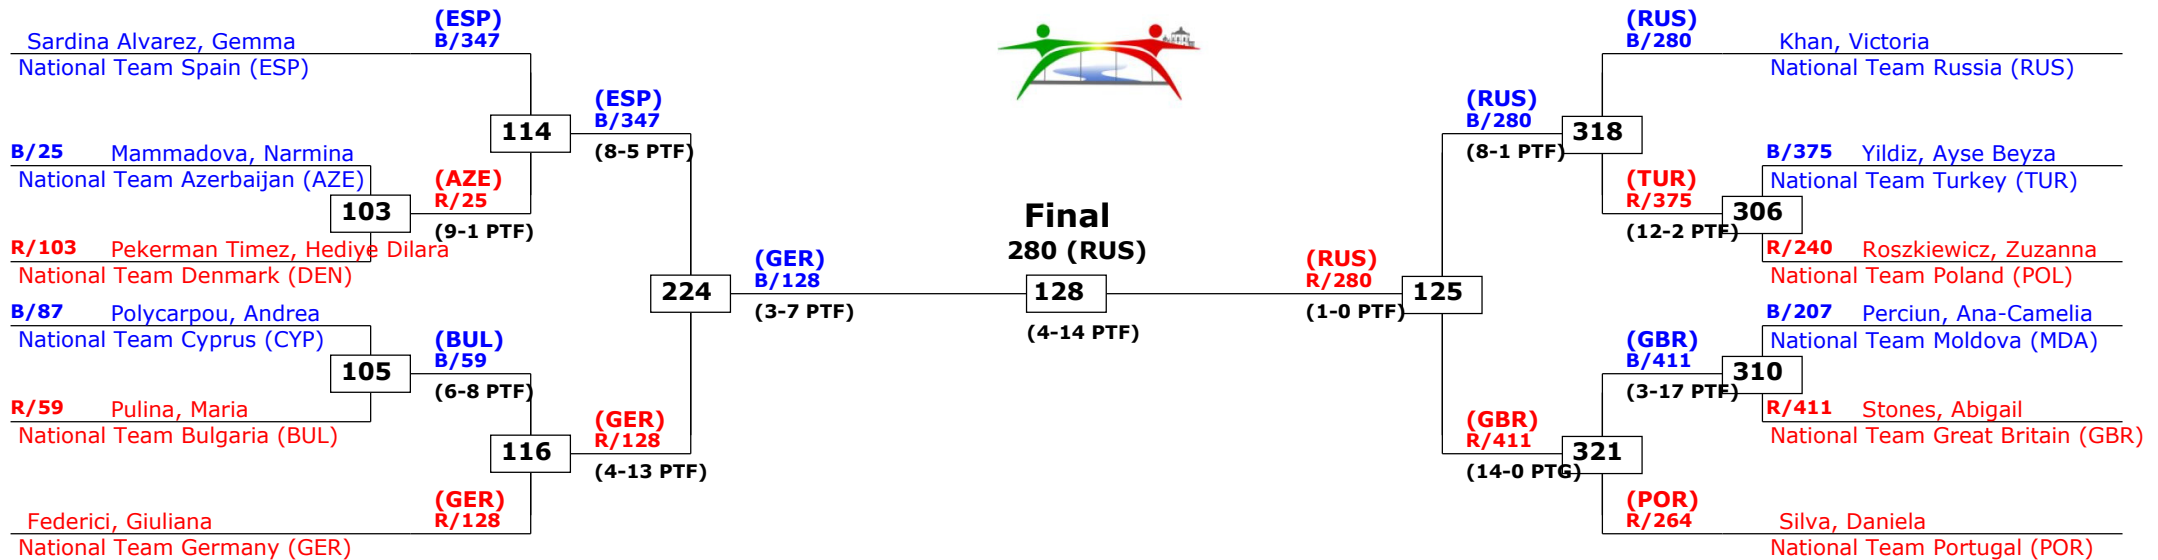 (ESP)
B/347
Sardina Alvarez, Gemma
National Team Spain (ESP)
(ESP)
B/347
114
(8-5 PTF)
B/25 Mammadova, Narmina
National Team Azerbaijan (AZE)
(AZE)
R/25
103
(9-1 PTF)
R/103 Pekerman Timez, Hediye Dilara
National Team Denmark (DEN)
(GER)
B/128
224
(3-7 PTF)
B/87 Polycarpou, Andrea
National Team Cyprus (CYP)
(BUL)
B/59
105
(6-8 PTF)
R/59 Pulina, Maria
National Team Bulgaria (BUL)
(GER)
R/128
116
(4-13 PTF)
(GER)
R/128
Federici, Giuliana
National Team Germany (GER)
Final
280 (RUS)
128
(4-14 PTF)
(RUS)
B/280
Khan, Victoria
National Team Russia (RUS)
(RUS)
B/280
318
(8-1 PTF)
B/375 Yildiz, Ayse Beyza
National Team Turkey (TUR)
(TUR)
R/375
306
(12-2 PTF)
R/240 Roszkiewicz, Zuzanna
National Team Poland (POL)
(RUS)
R/280
125
(1-0 PTF)
B/207 Perciun, Ana-Camelia
National Team Moldova (MDA)
(GBR)
B/411
310
(3-17 PTF)
R/411 Stones, Abigail
National Team Great Britain (GBR)
(GBR)
R/411
321
(14-0 PTG)
(POR)
R/264
Silva, Daniela
National Team Portugal (POR)